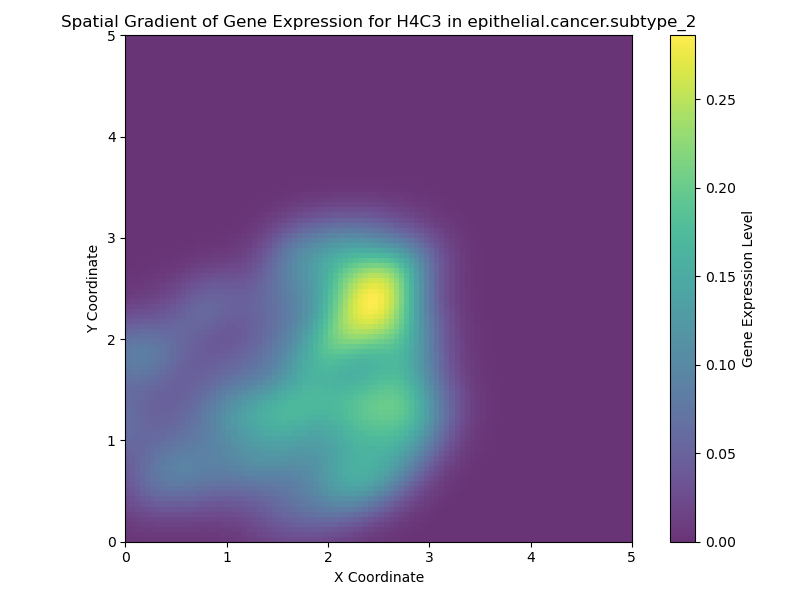 Spatial Gradient of Gene Expression for H4C3 in epithelial.cancer.subtype_2
5
4
3
2
1
0
Y Coordinate
0 1 2 3 4 5
X Coordinate
0.25
0.20
0.15
0.10
0.05
0.00
Gene Expression Level